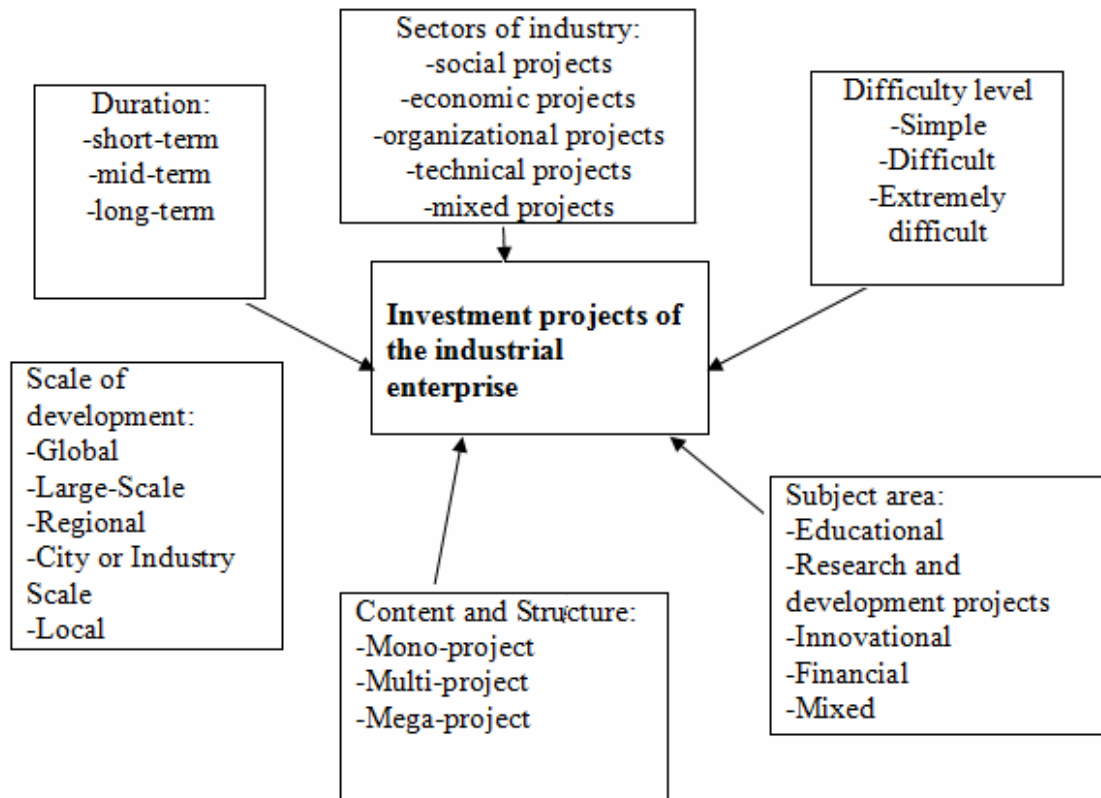 Sectors of industry:
-social projects
-economic projects
-organizational projects
-technical projects
-mixed projects
Duration:
-short-term
-mid-term
-long-term
Difficulty level
-Simple
-Difficult
-Extremely
difficult
Investment projects of
the industrial
enterprise
Scale of
development:
-Global
-Large-Scale
-Regional
-City or Industry
Scale
-Local
Content and Structure:
-Mono-project
-Multi-project
-Mega-project
Subject area:
-Educational
-Research and
development projects
-Innovational
-Financial
-Mixed